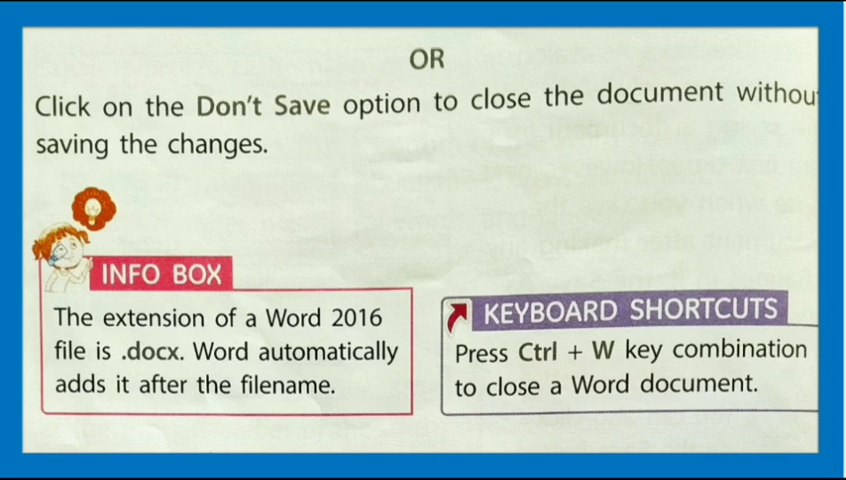 OR
Click on the Don't Save option to close the document without
saving the changes.
INFO BOX
The extension of a Word 2016
file is .docx. Word automatically
adds it after the filename.
KEYBOARD SHORTCUTS
Press Ctrl + W key combination
to close a Word document.